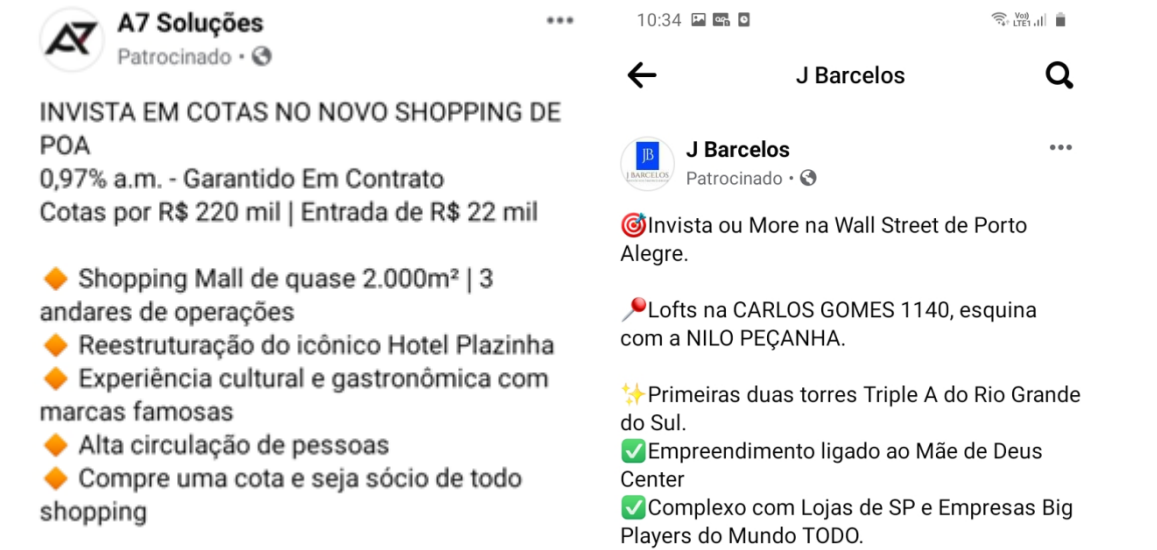 A7
A7 Soluções
Patrocinado •
INVISTA EM COTAS NO NOVO SHOPPING DE
POA
0,97% a.m. - Garantido Em Contrato
Cotas por R$ 220 mil | Entrada de R$ 22 mil
🔶 Shopping Mall de quase 2.000m² | 3
andares de operações
🔶 Reestruturação do icônico Hotel Plazinha
🔶 Experiência cultural e gastronômica com
marcas famosas
🔶 Alta circulação de pessoas
🔶 Compre uma cota e seja sócio de todo
shopping
10:34
Vo))
LTE1
J Barcelos
JB
J BARCELOS
J Barcelos
Patrocinado •
🎯Invista ou More na Wall Street de Porto
Alegre.
📍Lofts na CARLOS GOMES 1140, esquina
com a NILO PEÇANHA.
✨Primeiras duas torres Triple A do Rio Grande
do Sul.
✅Empreendimento ligado ao Mãe de Deus
Center
✅Complexo com Lojas de SP e Empresas Big
Players do Mundo TODO.